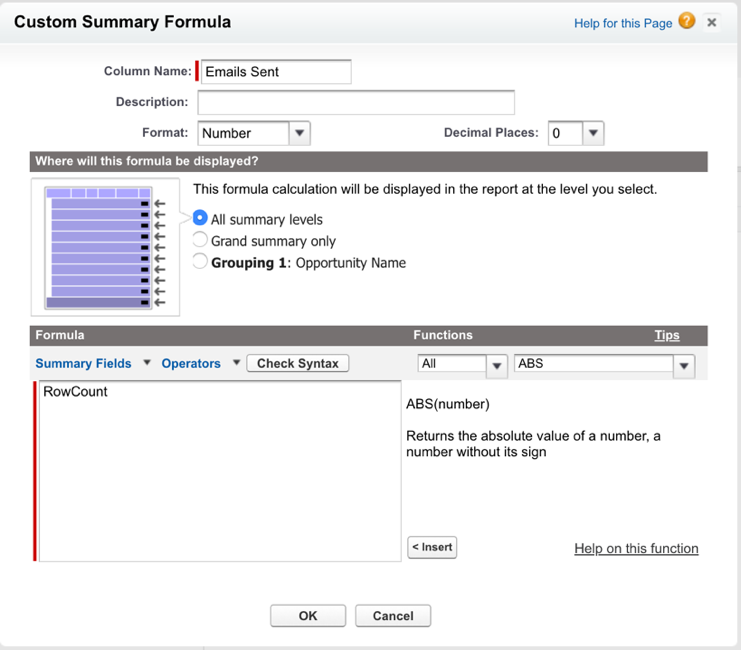 Custom Summary Formula
Help for this Page ?
Column Name: Emails Sent
Description:
Format: Number Decimal Places: 0
Where will this formula be displayed?
This formula calculation will be displayed in the report at the level you select.
All summary levels
Grand summary only
Grouping 1: Opportunity Name
Formula Functions Tips
Summary Fields Operators Check Syntax All ABS
RowCount
ABS(number)
Returns the absolute value of a number, a
number without its sign
< Insert Help on this function
OK Cancel